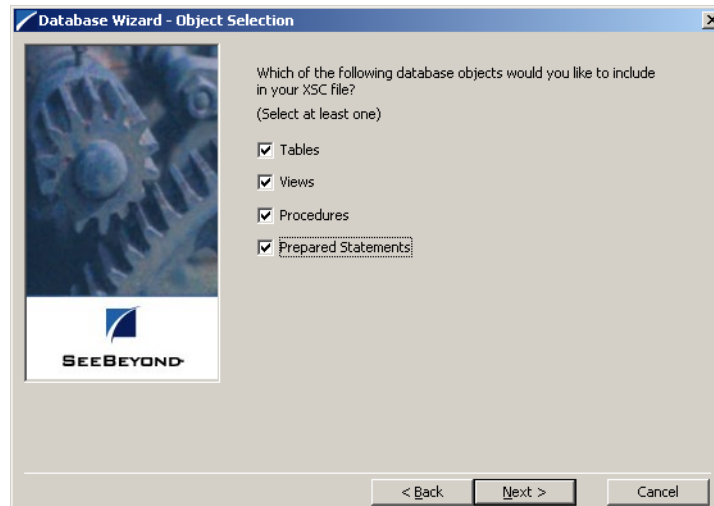 Database Wizard - Object Selection
Which of the following database objects would you like to include
in your XSC file?
(Select at least one)
Tables
Views
Procedures
Prepared Statements
SEEBEYOND
< Back
Next >
Cancel